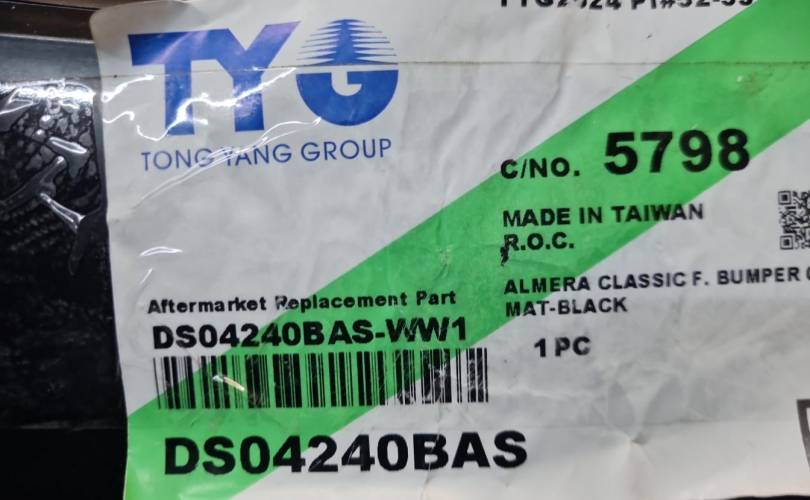 TYG
TONG YANG GROUP
C/NO. 5798
MADE IN TAIWAN
R.O.C.
ALMERA CLASSIC F. BUMPER
MAT-BLACK
1 PC
Aftermarket Replacement Part
DS04240BAS-WW1
DS04240BAS